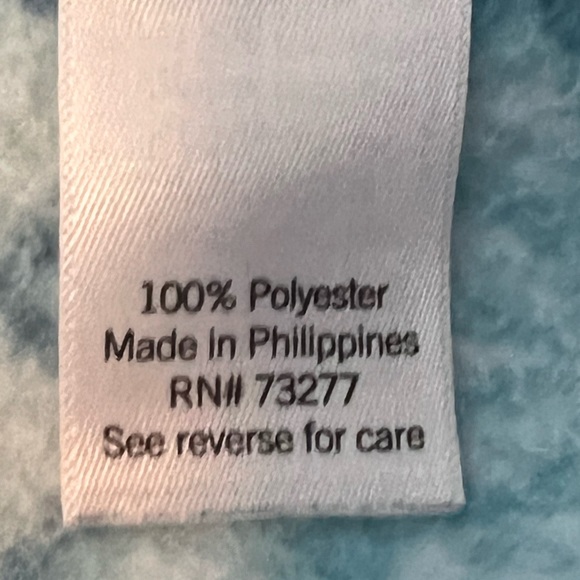 100% Polyester
Made In Philippines
RN# 73277
See reverse for care